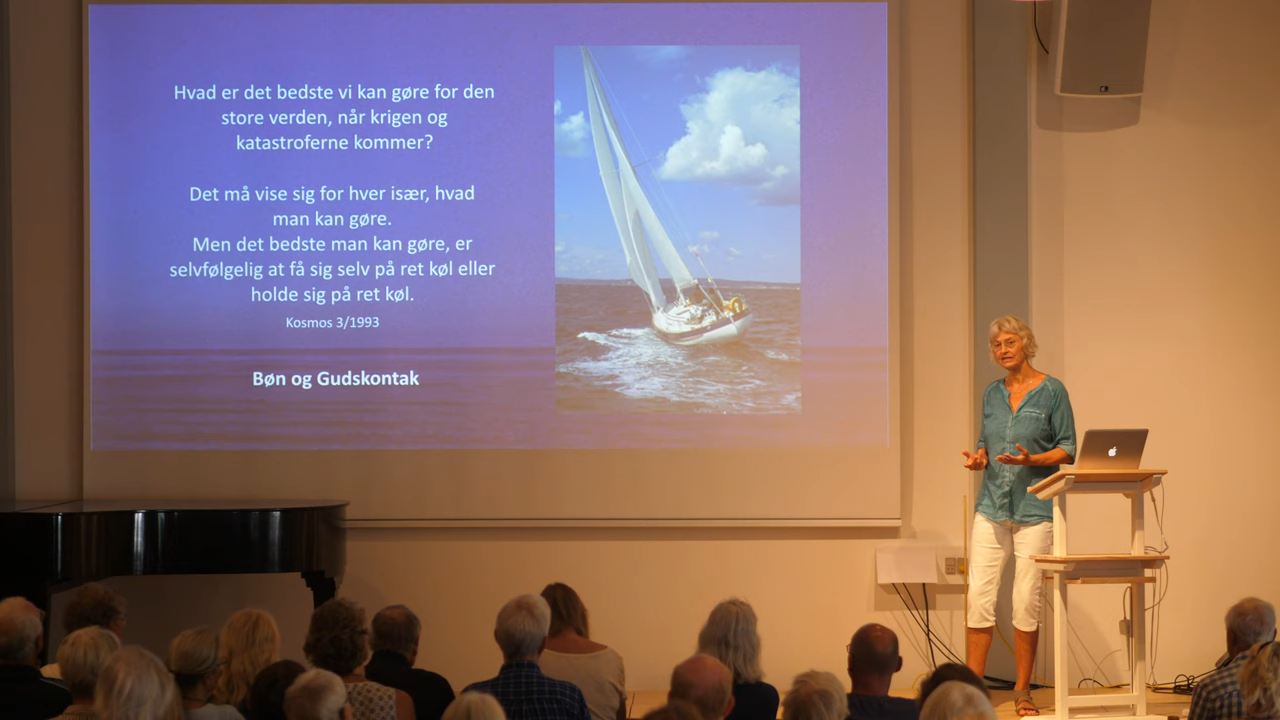 Hvad er det bedste vi kan gøre for den
store verden, når krigen og
katastroferne kommer?
Det må vise sig for hver især, hvad
man kan gøre.
Men det bedste man kan gøre, er
selvfølgelig at få sig selv på ret køl eller
holde sig på ret køl.
Kosmos 3/1993
Bøn og Gudskontak